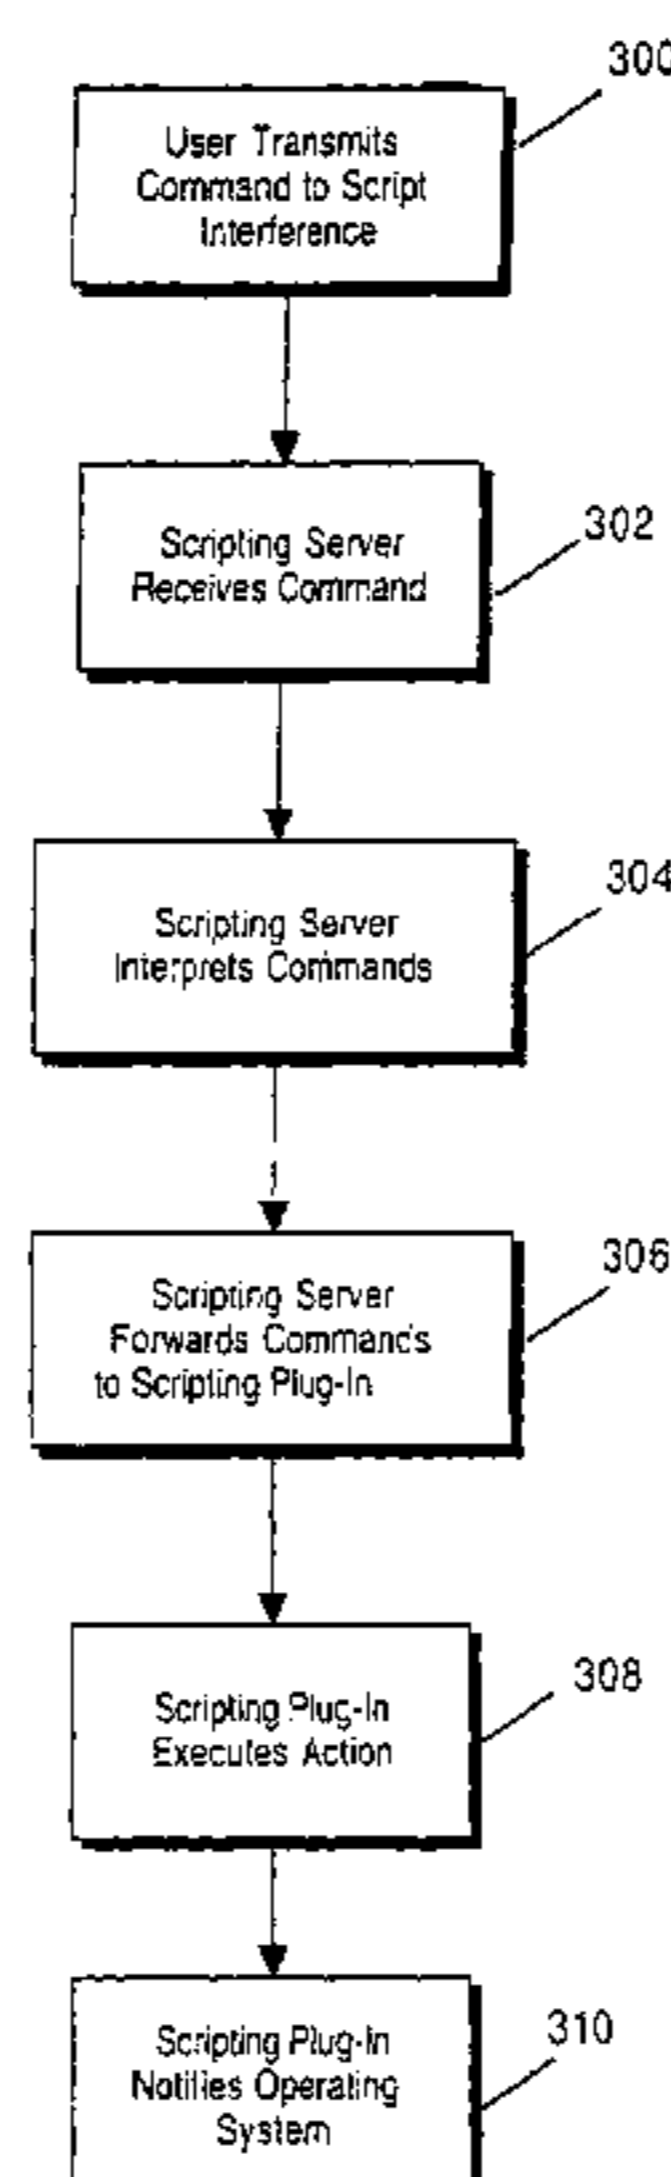 300
User Transmits
Command to Script
Interference
302
Scripting Server
Receives Command
304
Scripting Server
Interprets Commands
306
Scripting Server
Forwards Commands
to Scripting Plug-In
308
Scripting Plug-In
Executes Action
310
Scripting Plug-In
Notifies Operating
System